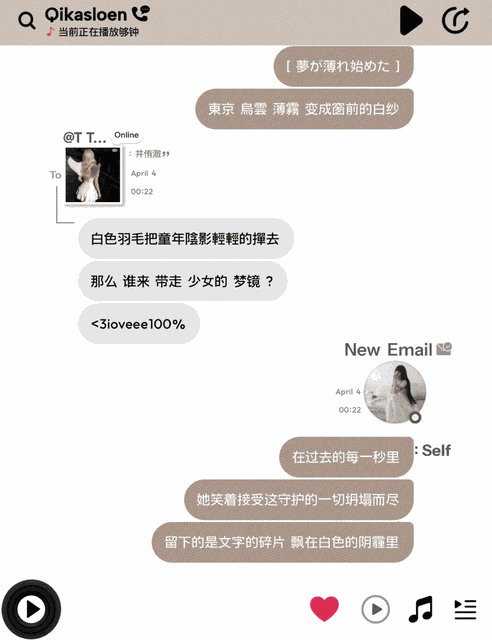 Qikasloen
当前正在播放够钟
[ 夢が薄れ始めた ]
東京 烏雲 薄霧 变成窗前的白纱
@T T... Online
: 井侑澈"
To April 4
00:22
白色羽毛把童年陰影輕輕的撣去
那么 谁来 带走 少女的 梦镜 ?
<3ioveee100%
New Email
April 4
00:22
: Self
在过去的每一秒里
她笑着接受这守护的一切坍塌而尽
留下的是文字的碎片 飘在白色的阴霾里